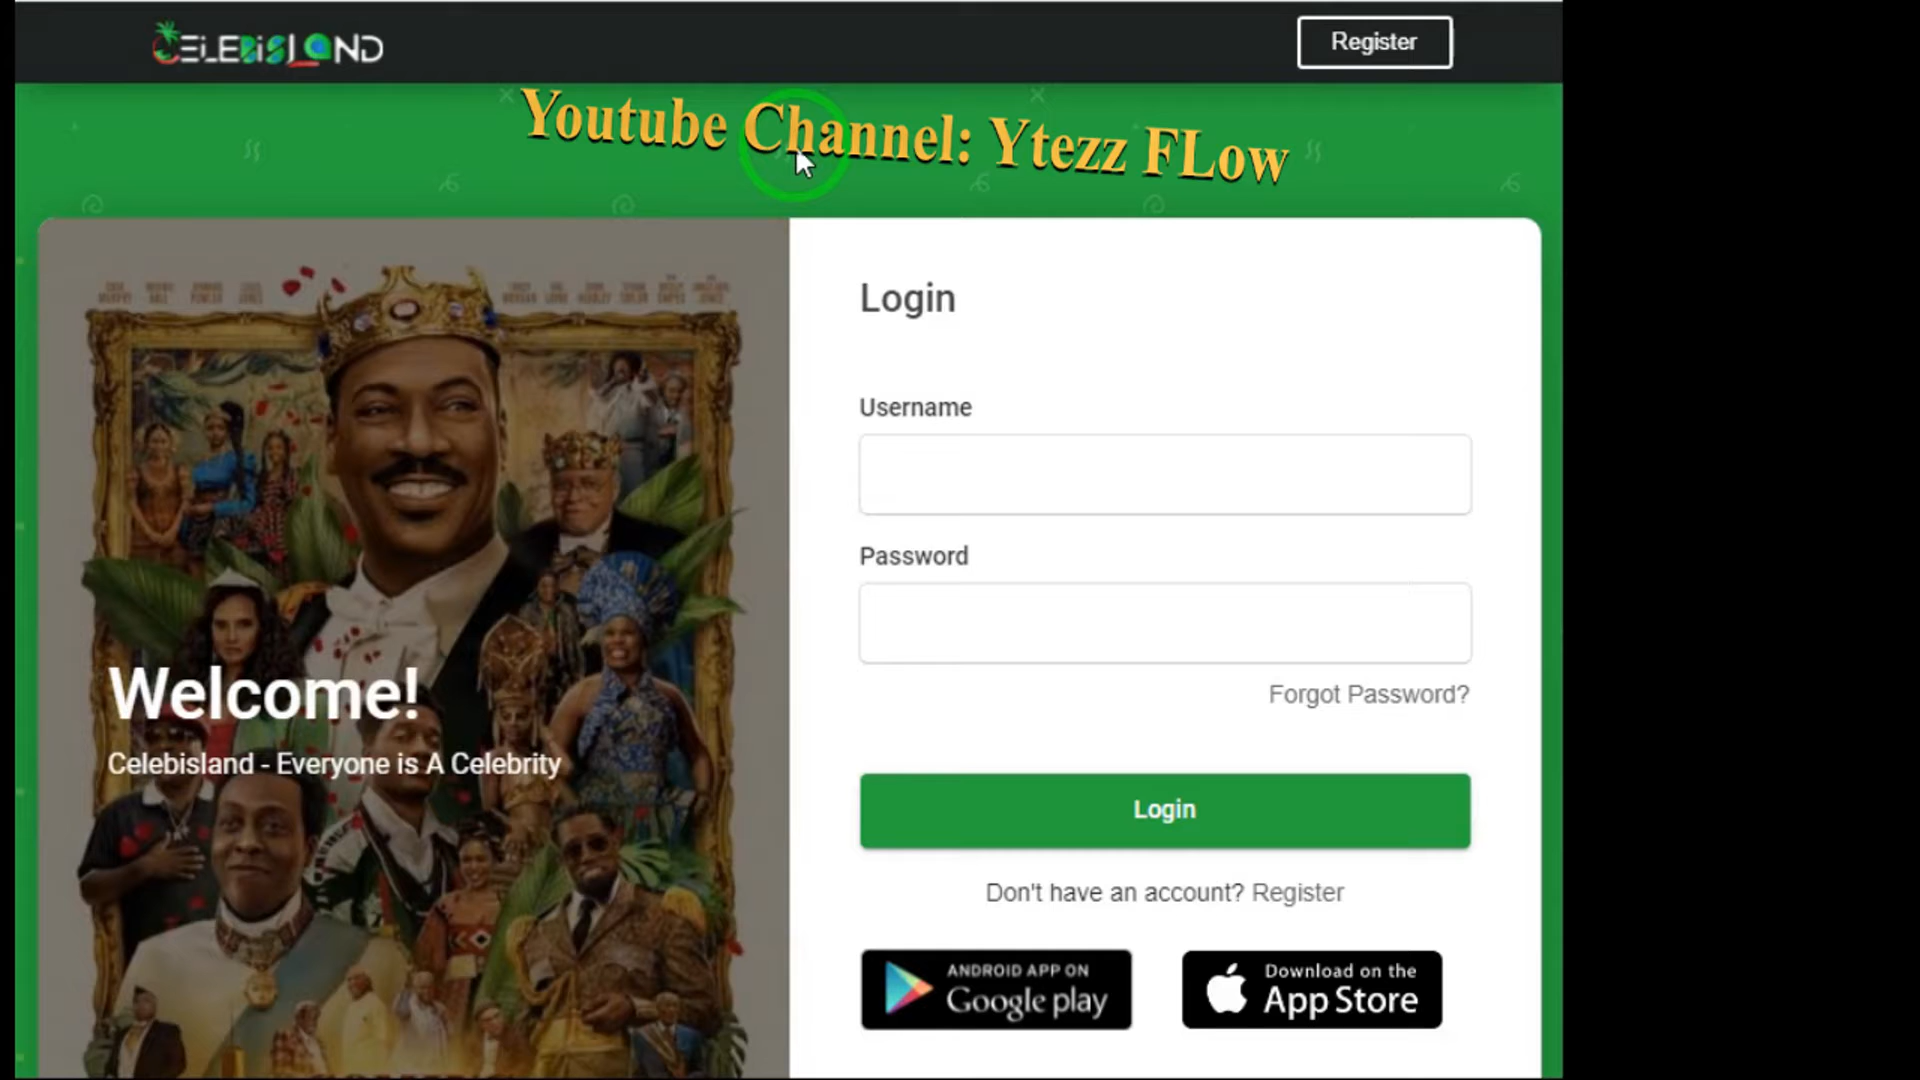 CELEBISLAND
Register
Youtube Channel: Ytezz FLow
Login
Username
Password
Forgot Password?
Welcome!
Celebisland - Everyone is A Celebrity
Login
Don't have an account? Register
ANDROID APP ON
Google play
Download on the
App Store